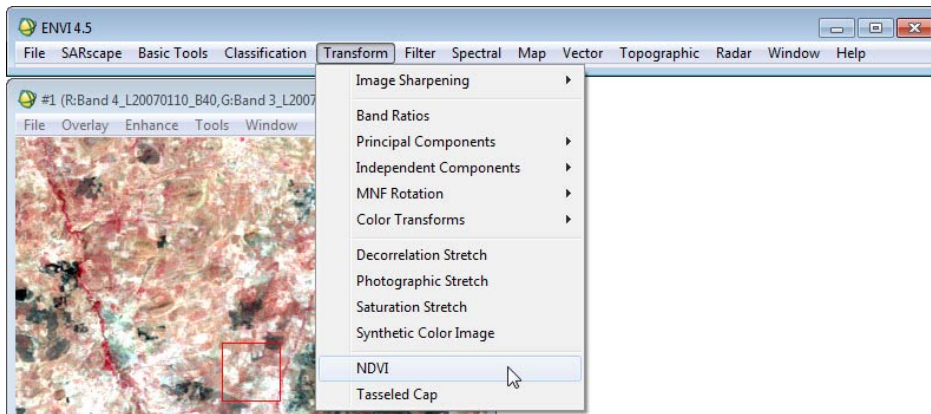 ENVI 4.5
File SARscape Basic Tools Classification Transform Filter Spectral Map Vector Topographic Radar Window Help
#1 (R:Band 4_L20070110_B40,G:Band 3_L2007
File Overlay Enhance Tools Window
Image Sharpening
Band Ratios
Principal Components
Independent Components
MNF Rotation
Color Transforms
Decorrelation Stretch
Photographic Stretch
Saturation Stretch
Synthetic Color Image
NDVI
Tasseled Cap